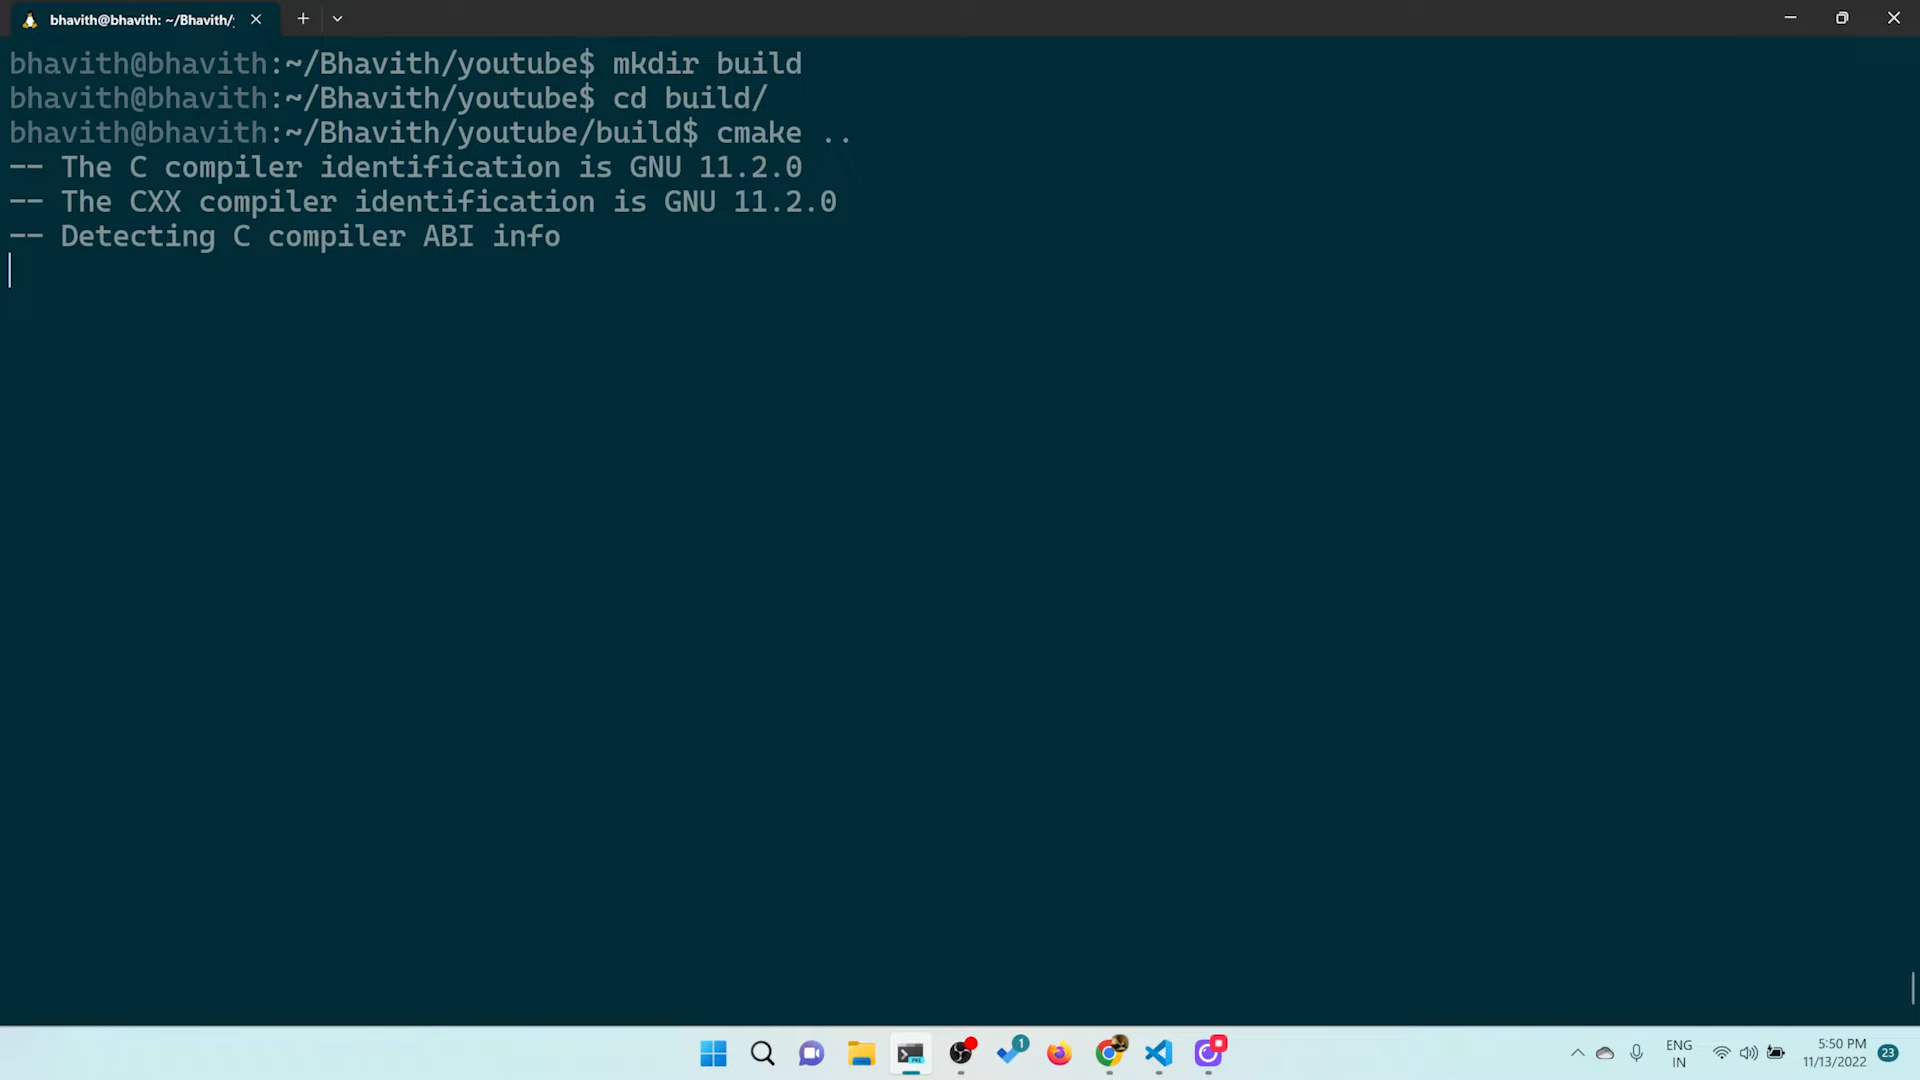 bhavith@bhavith: ~/Bhavith/
bhavith@bhavith:~/Bhavith/youtube$ mkdir build
bhavith@bhavith:~/Bhavith/youtube$ cd build/
bhavith@bhavith:~/Bhavith/youtube/build$ cmake ..
-- The C compiler identification is GNU 11.2.0
-- The CXX compiler identification is GNU 11.2.0
-- Detecting C compiler ABI info
PRE
1
ENG
IN
5:50 PM
11/13/2022
23